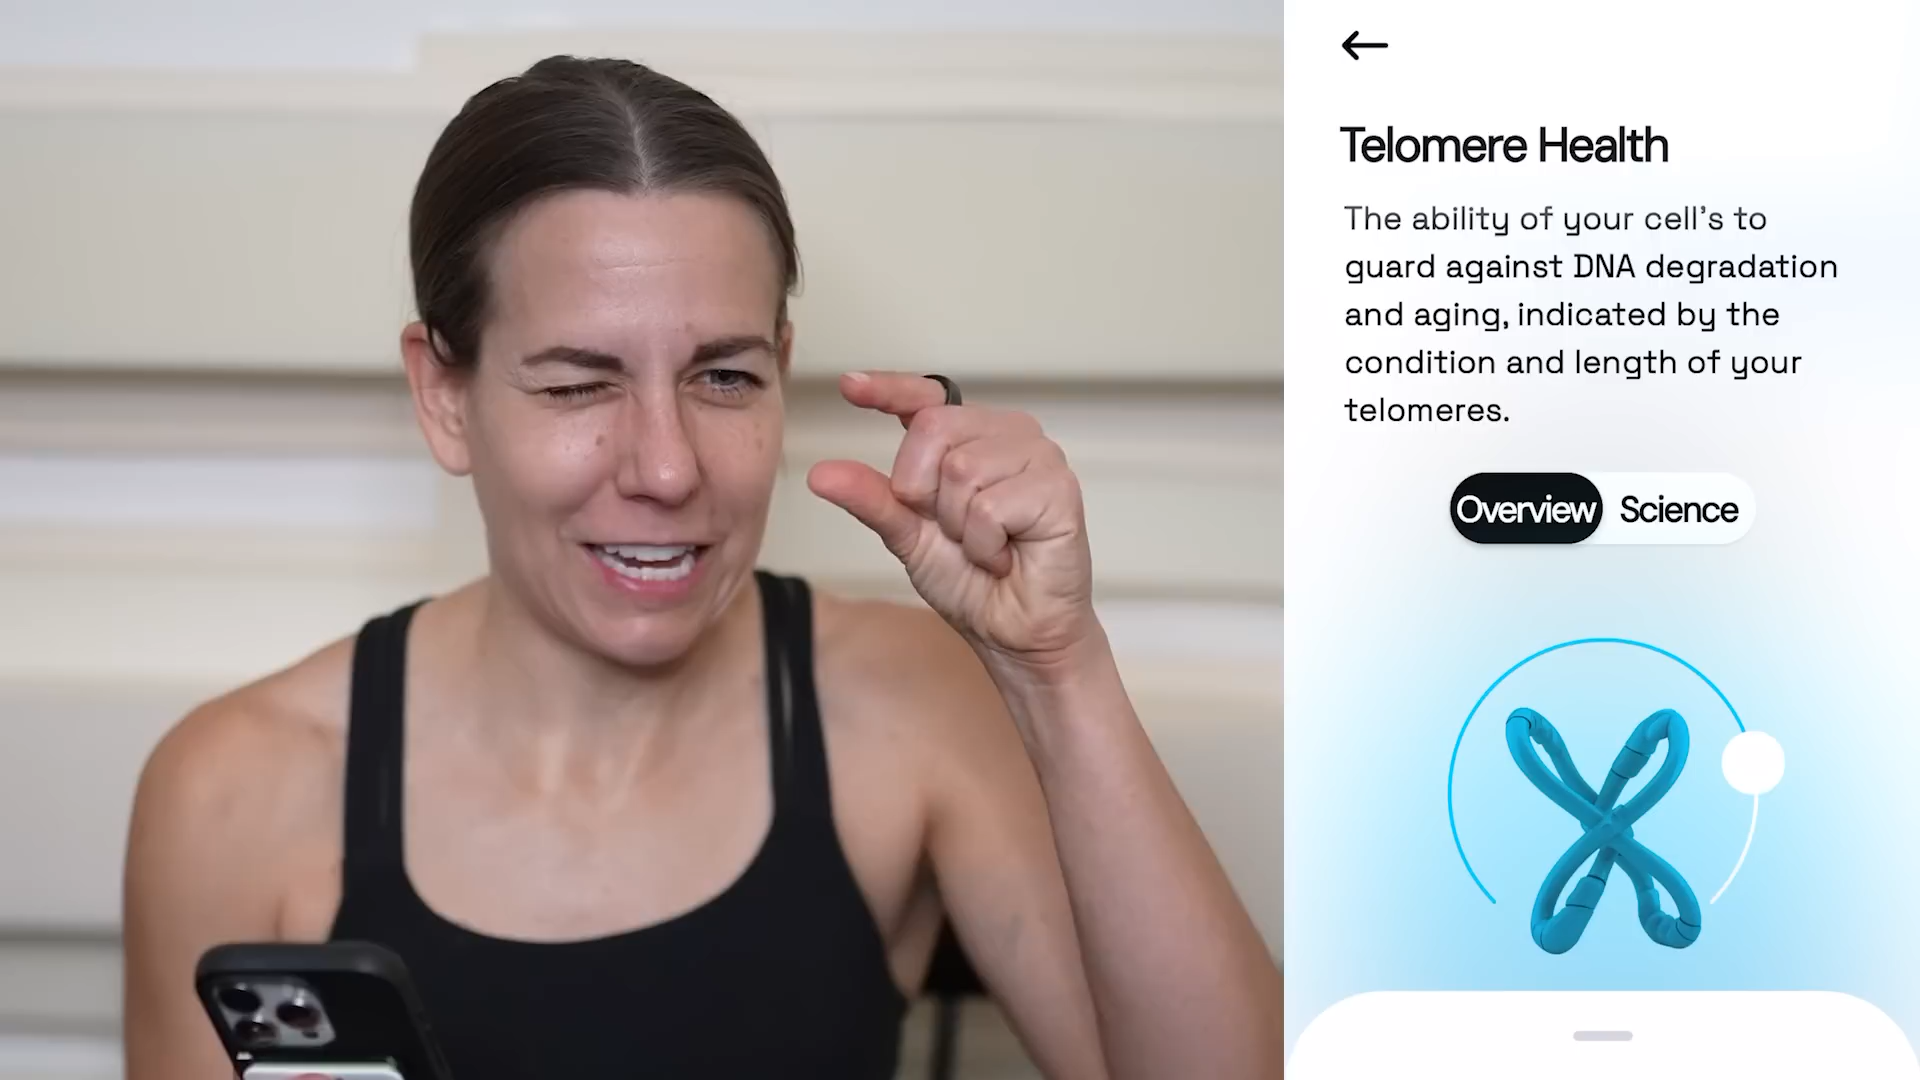 Telomere Health
The ability of your cell's to
guard against DNA degradation
and aging, indicated by the
condition and length of your
telomeres.
Overview Science